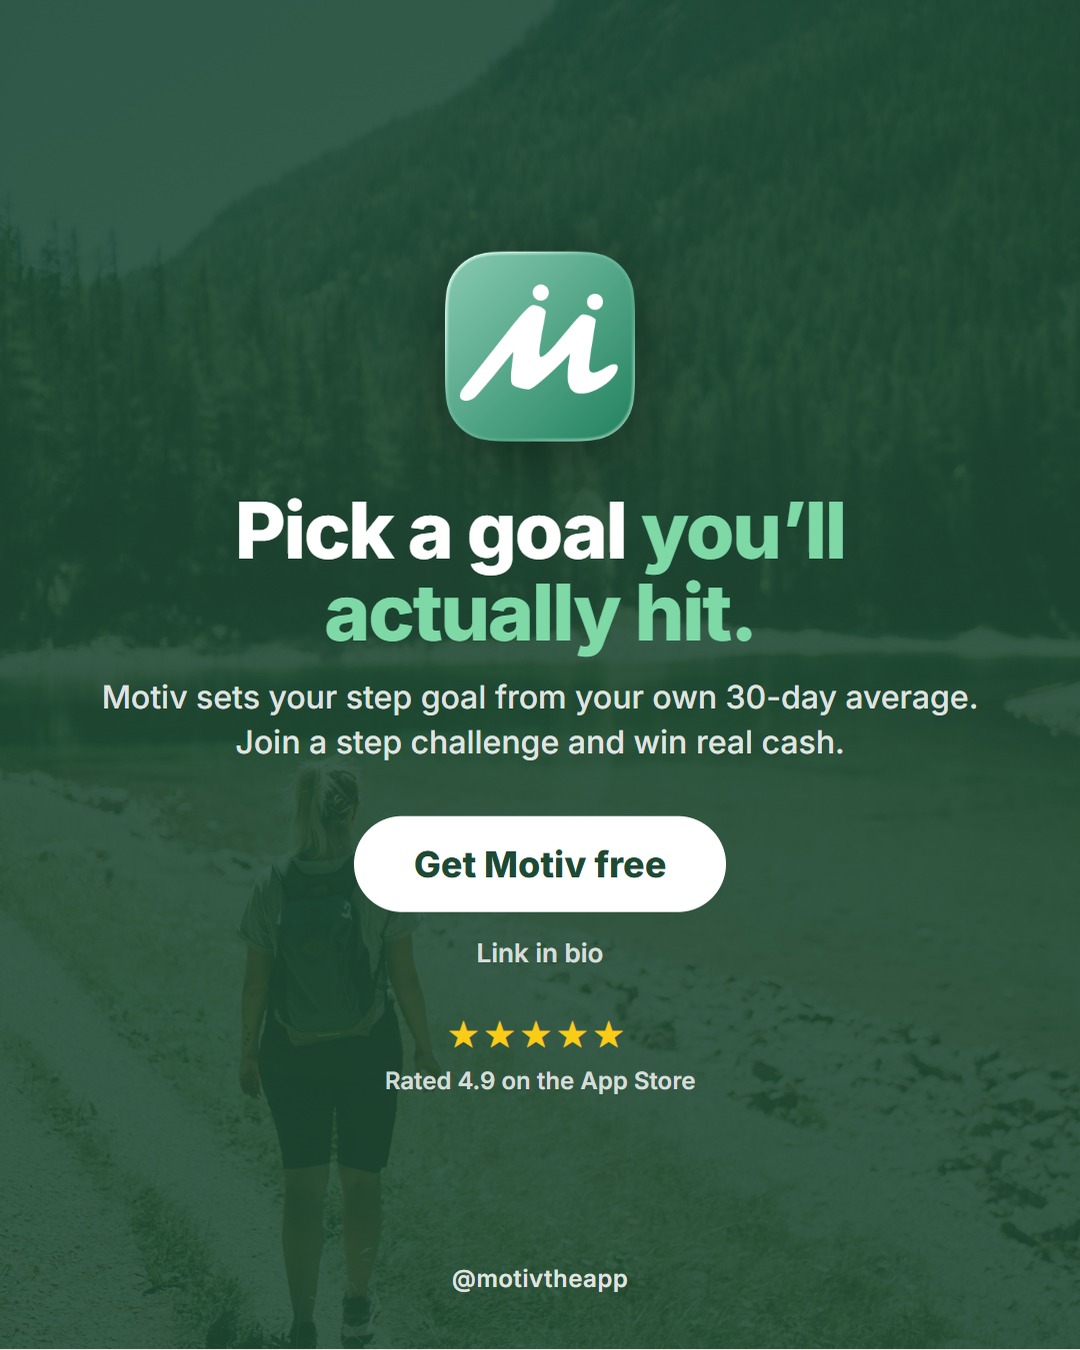 Pick a goal you’ll
actually hit.
Motiv sets your step goal from your own 30-day average.
Join a step challenge and win real cash.
Get Motiv free
Link in bio
★★★★★
Rated 4.9 on the App Store
@motivtheapp